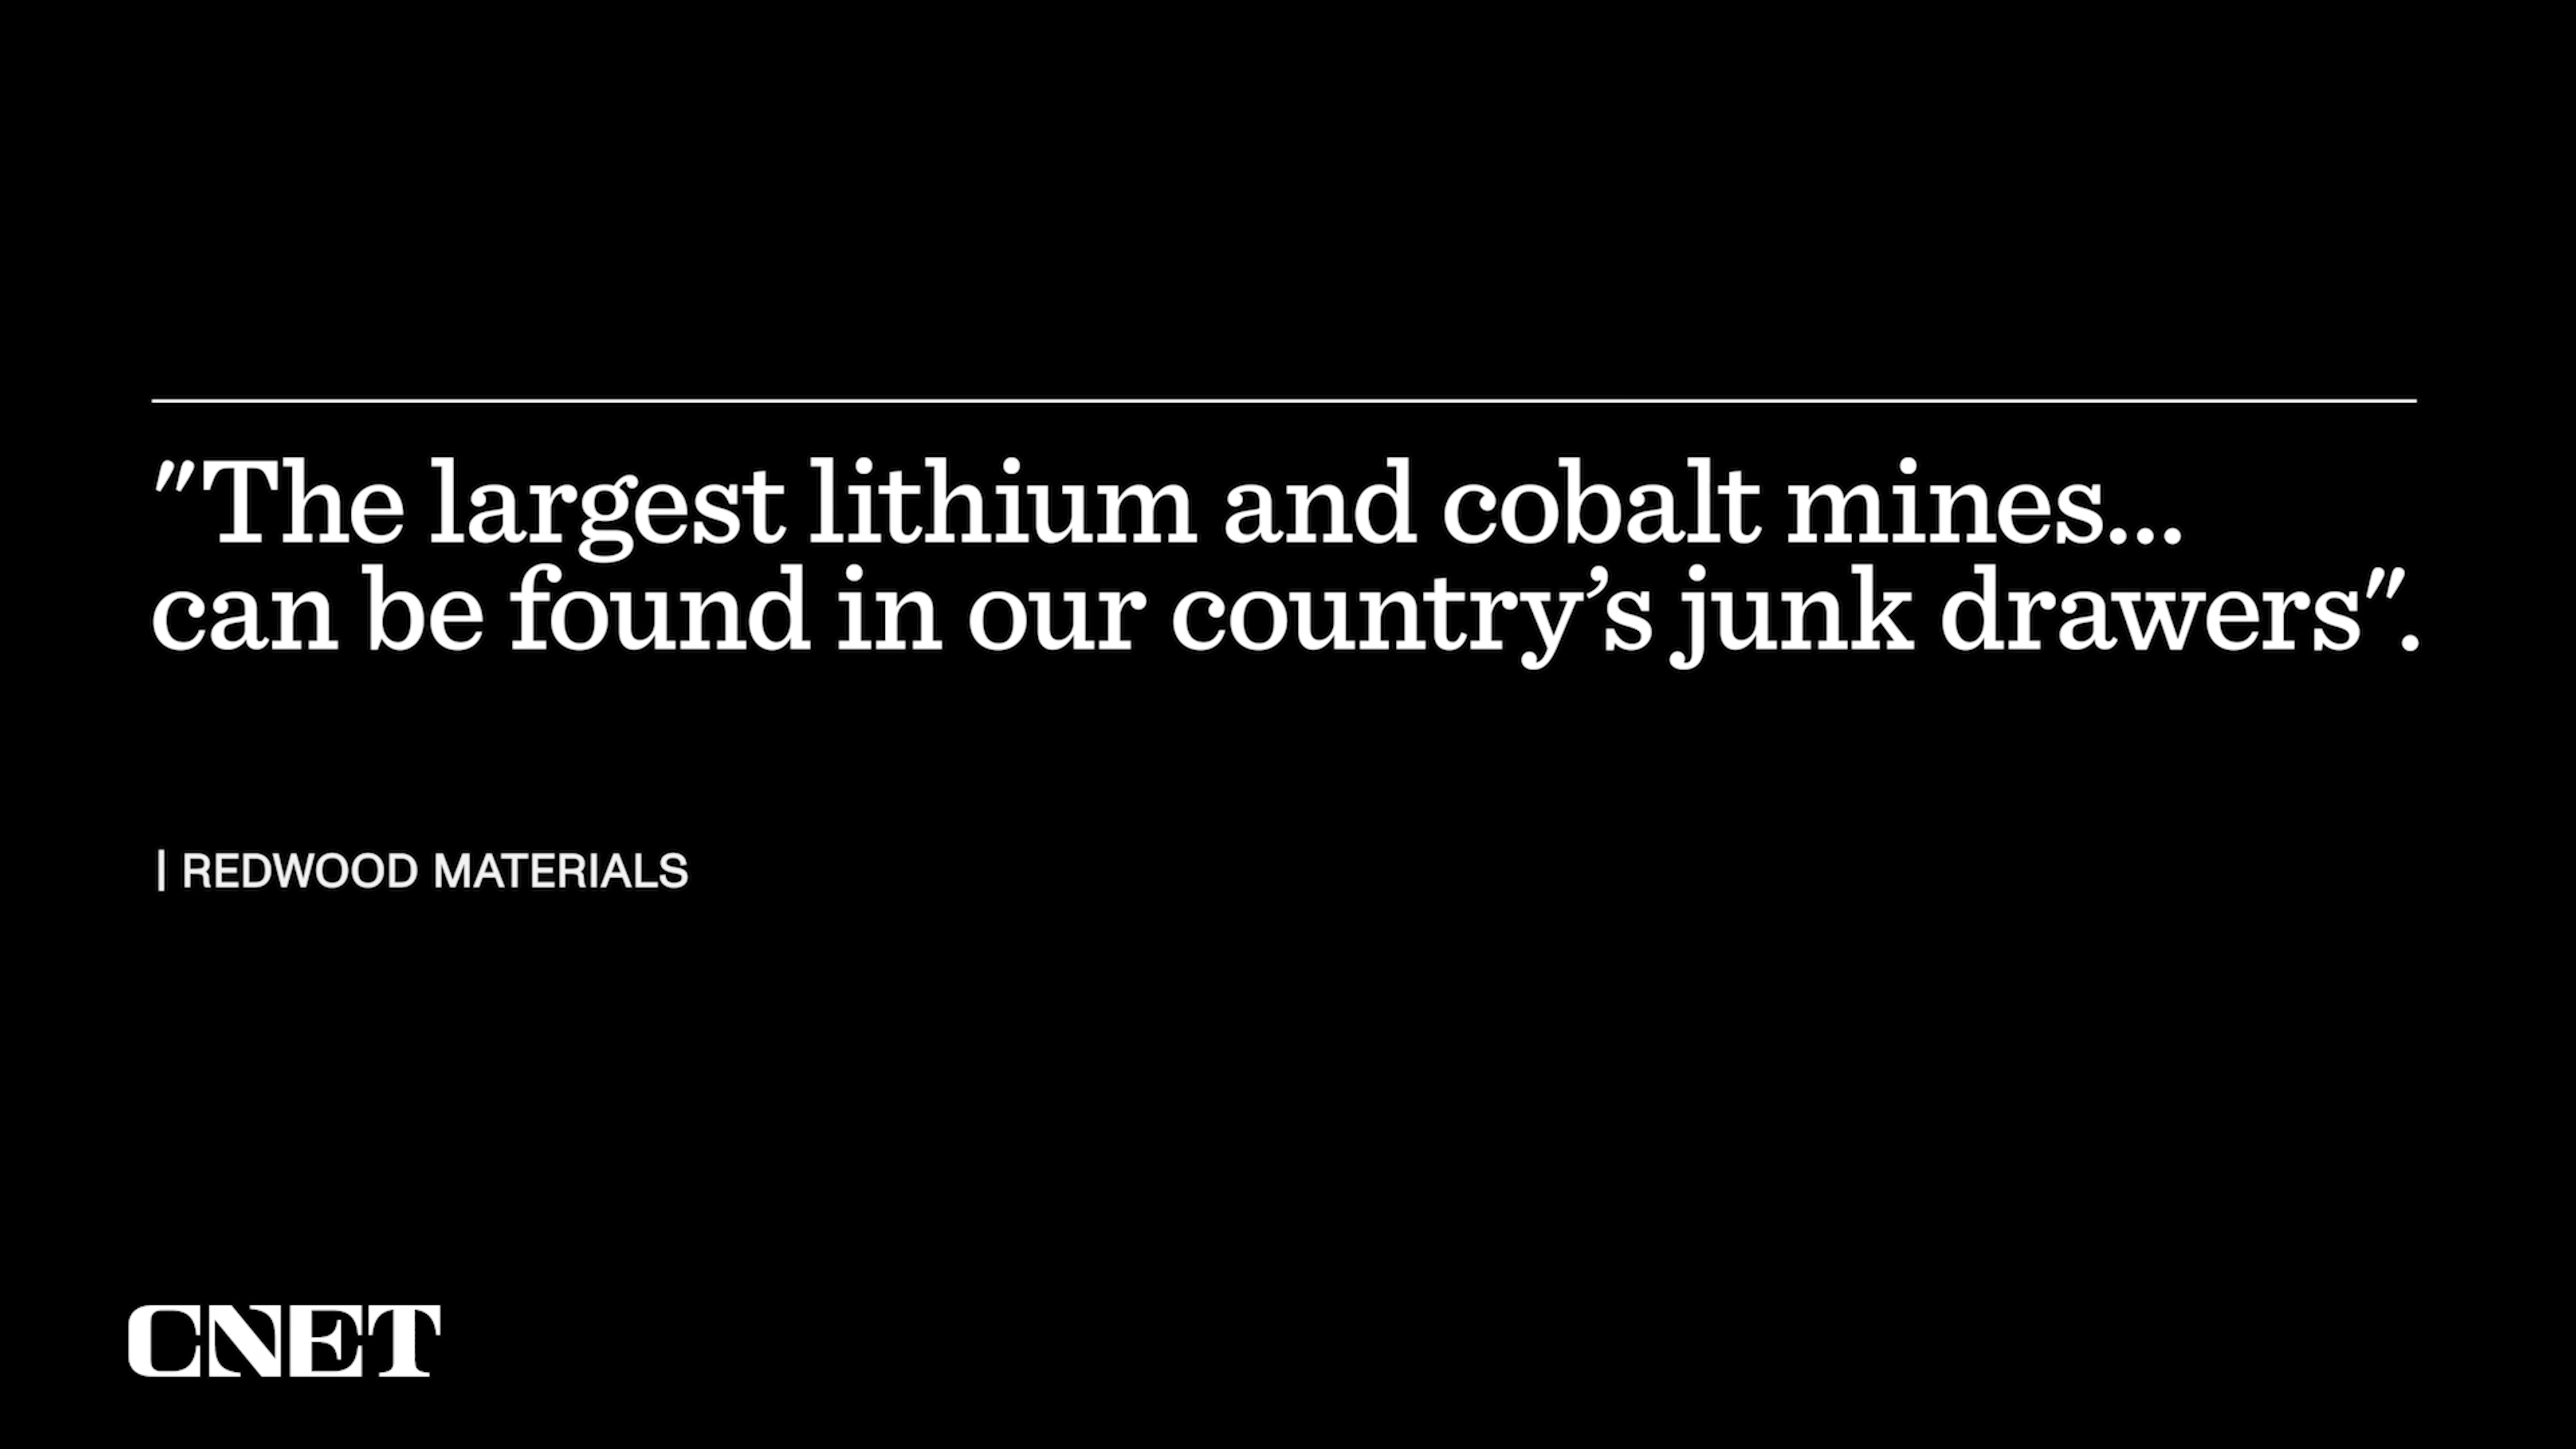 "The largest lithium and cobalt mines...
can be found in our country’s junk drawers".
| REDWOOD MATERIALS
CNET